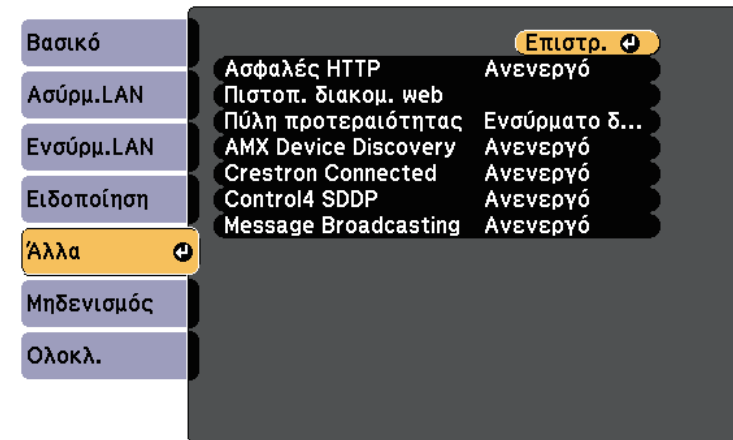 Βασικό
Ασύρμ.LAN
Ενσύρμ.LAN
Ειδοποίηση
Άλλα
Μηδενισμός
Ολοκλ.
Επιστρ.
Ασφαλές HTTP Ανενεργό
Πιστοπ. διακομ. web
Πύλη προτεραιότητας Ενσύρματο δ...
AMX Device Discovery Ανενεργό
Crestron Connected Ανενεργό
Control4 SDDP Ανενεργό
Message Broadcasting Ανενεργό